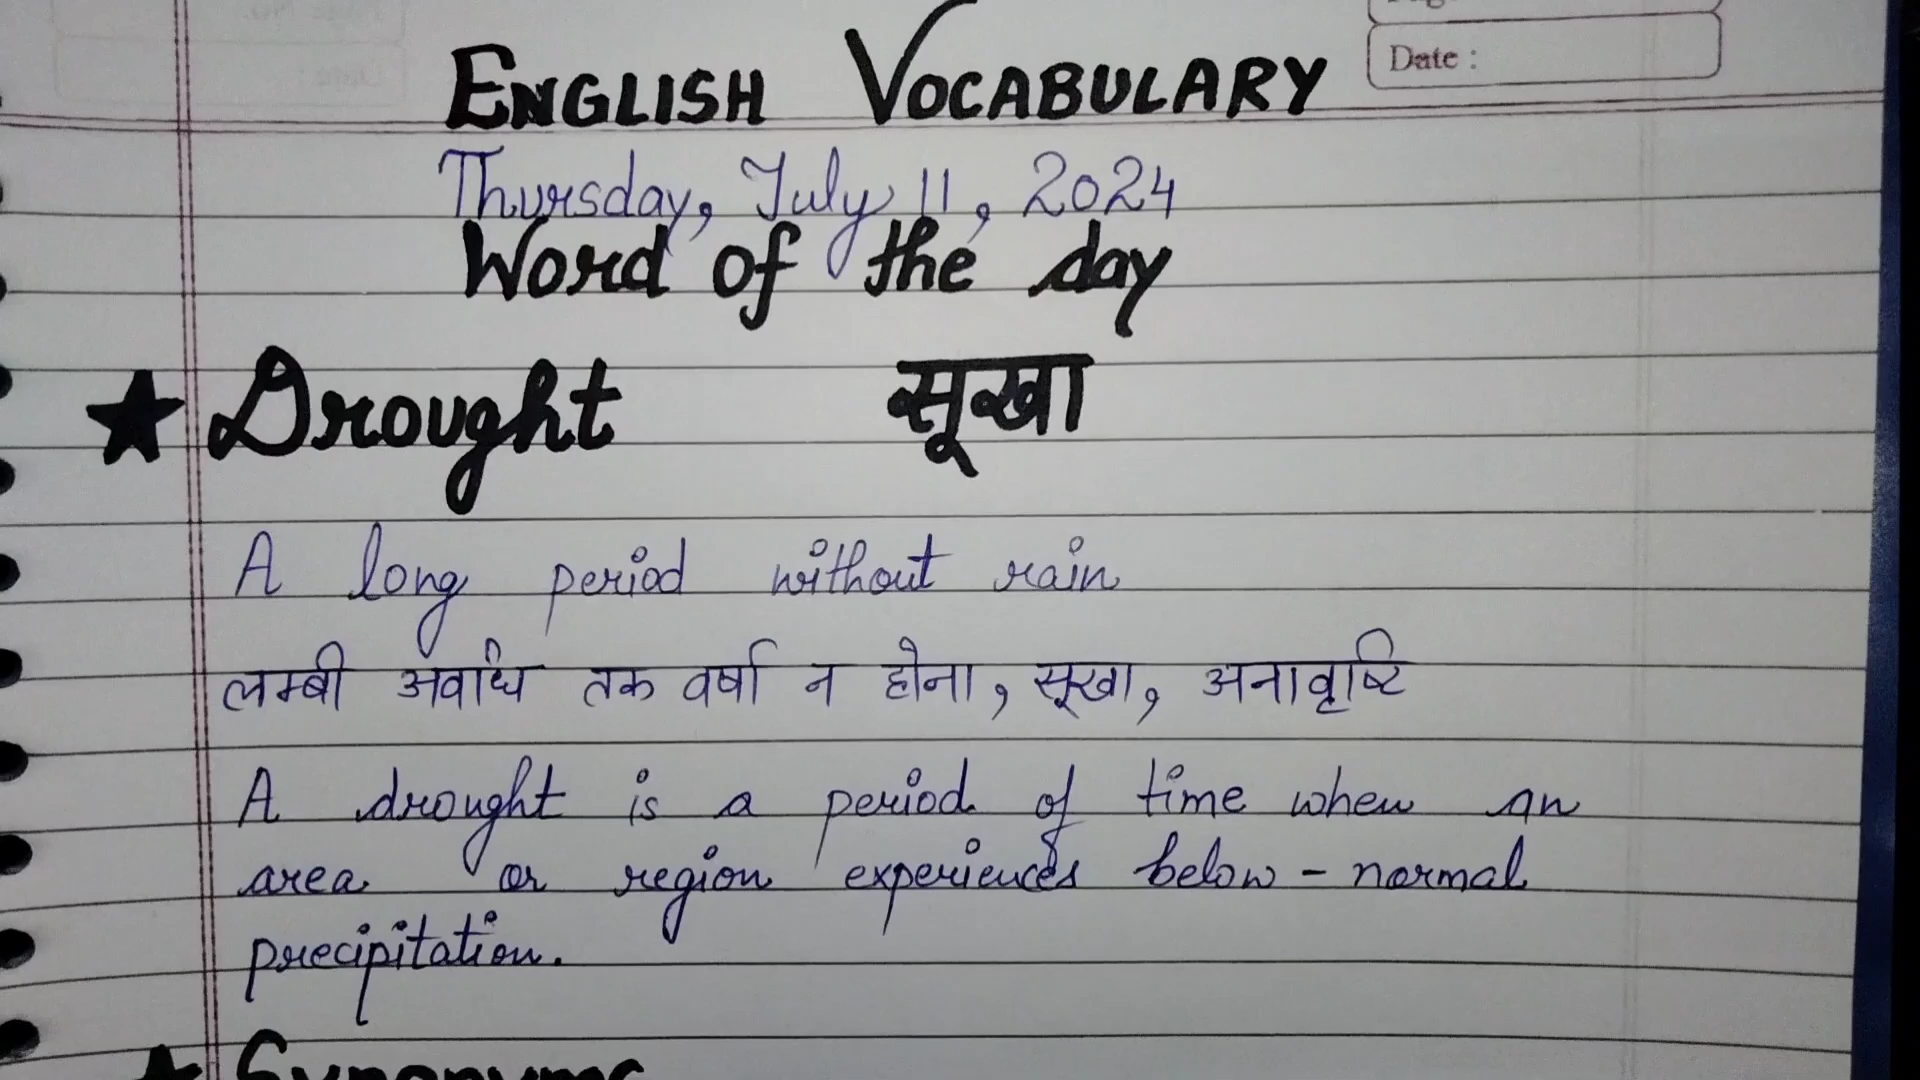 Date :
ENGLISH VOCABULARY
Thursday, July 11, 2024
Word of the day
★ Drought सूखा
A long period without rain
लम्बी अवधि तक वर्षा न होना, सूखा, अनावृष्टि
A drought is a period of time when an
area or region experiences below-normal
precipitation.
★ Synonyms